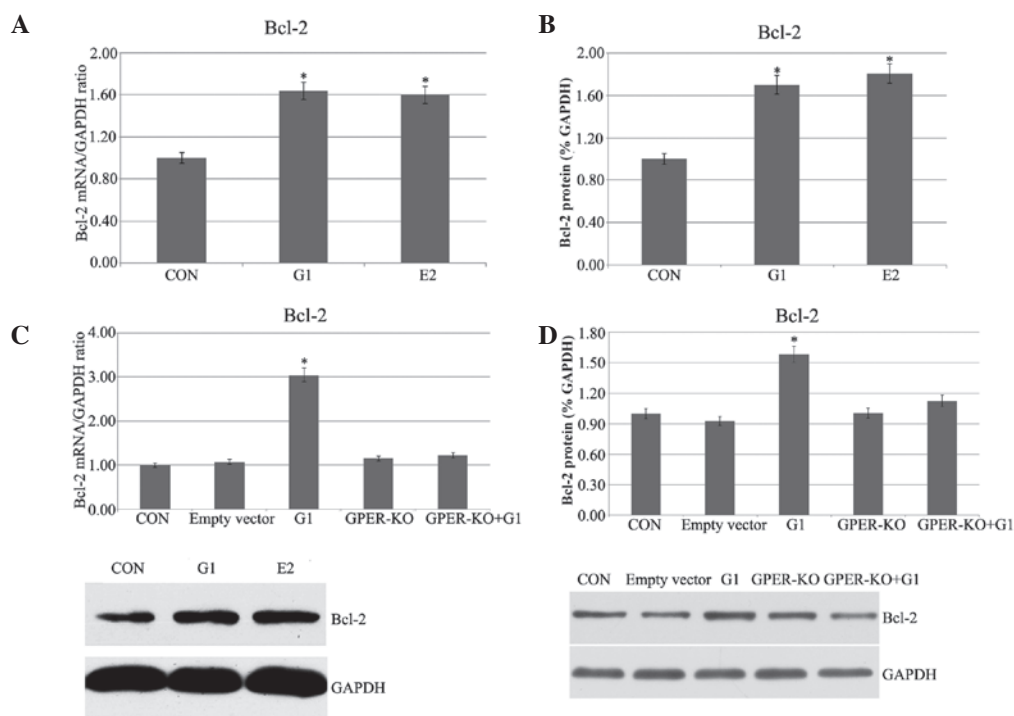 A
Bcl-2
Bcl-2 mRNA/GAPDH ratio
2.00
1.60
1.20
0.80
0.40
0.00
*
*
CON G1 E2
B
Bcl-2
Bcl-2 protein (% GAPDH)
2.00
1.60
1.20
0.80
0.40
0.00
*
*
CON G1 E2
C
Bcl-2
Bcl-2 mRNA/GAPDH ratio
4.00
3.00
2.00
1.00
0.00
*
CON Empty vector G1 GPER-KO GPER-KO+G1
D
Bcl-2
Bcl-2 protein (% GAPDH)
1.80
1.50
1.20
0.90
0.60
0.30
0.00
*
CON Empty vector G1 GPER-KO GPER-KO+G1
CON G1 E2
Bcl-2
GAPDH
CON Empty vector G1 GPER-KO GPER-KO+G1
Bcl-2
GAPDH